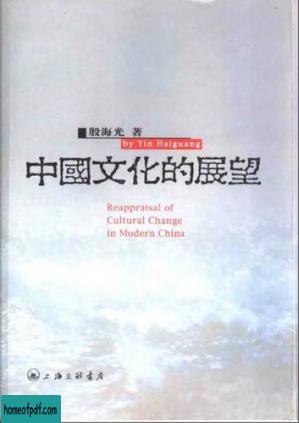 殷海光 著
by Yin Haiguang
中國文化的展望
Reappraisal of
Cultural Change
in Modern China
上海三联書店
homeofpdf.com